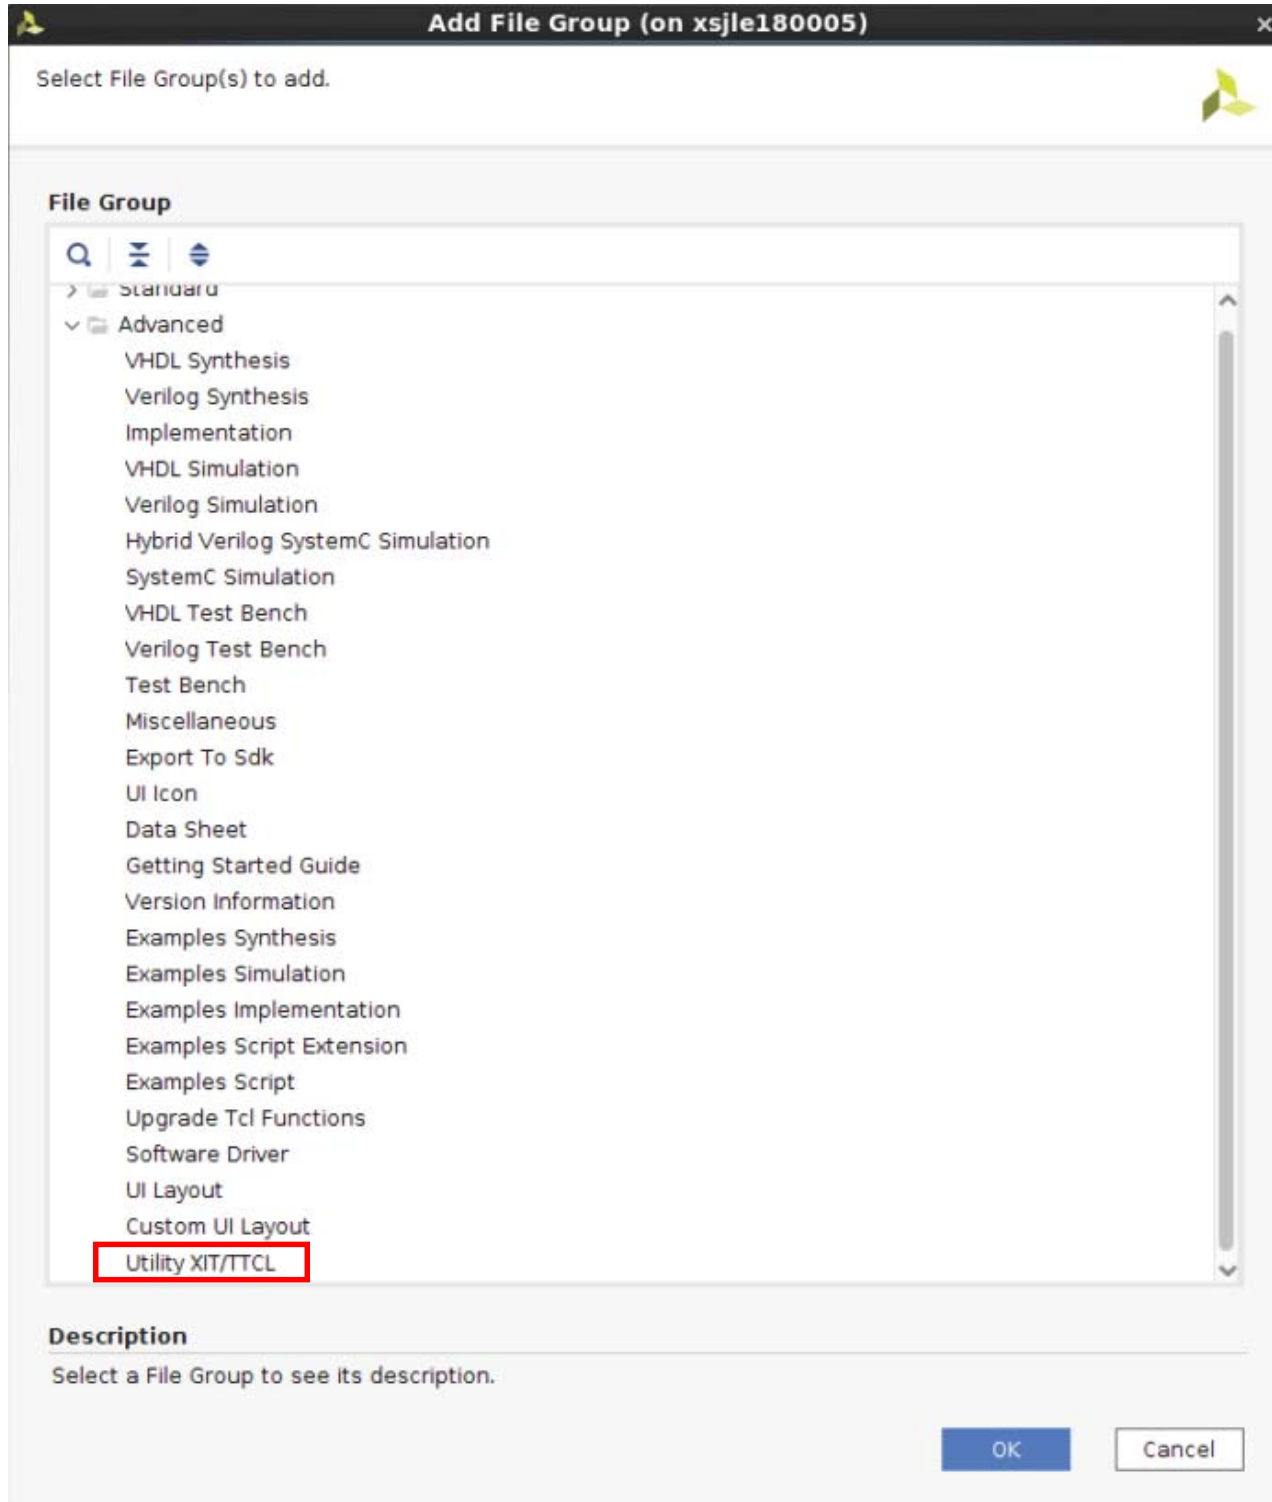 Add File Group (on xsjle180005)
Select File Group(s) to add.
File Group
Standard
Advanced
VHDL Synthesis
Verilog Synthesis
Implementation
VHDL Simulation
Verilog Simulation
Hybrid Verilog SystemC Simulation
SystemC Simulation
VHDL Test Bench
Verilog Test Bench
Test Bench
Miscellaneous
Export To Sdk
UI Icon
Data Sheet
Getting Started Guide
Version Information
Examples Synthesis
Examples Simulation
Examples Implementation
Examples Script Extension
Examples Script
Upgrade Tcl Functions
Software Driver
UI Layout
Custom UI Layout
Utility XIT/TTCL
Description
Select a File Group to see its description.
OK Cancel